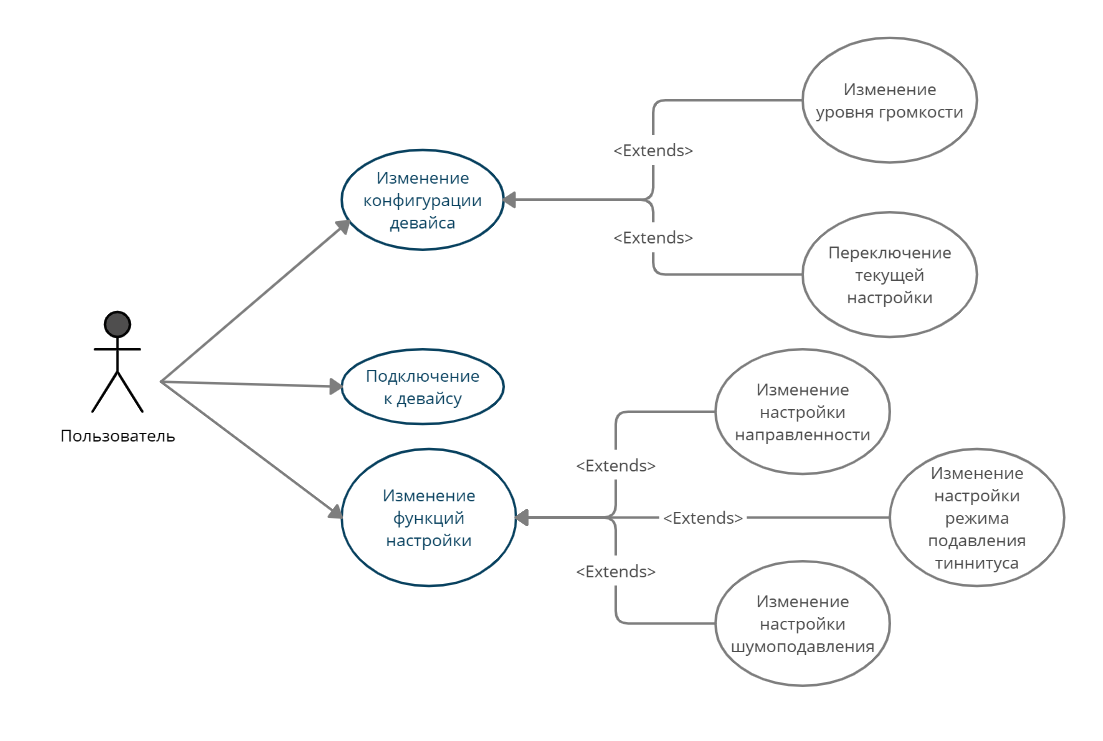 Изменение
уровня громкости
<Extends>
Изменение
конфигурации
девайса
<Extends>
Переключение
текущей
настройки
Подключение
к девайсу
Пользователь
Изменение
настройки
направленности
<Extends>
Изменение
функций
настройки
<Extends>
Изменение
настройки
режима
подавления
тиннитуса
<Extends>
Изменение
настройки
шумоподавления